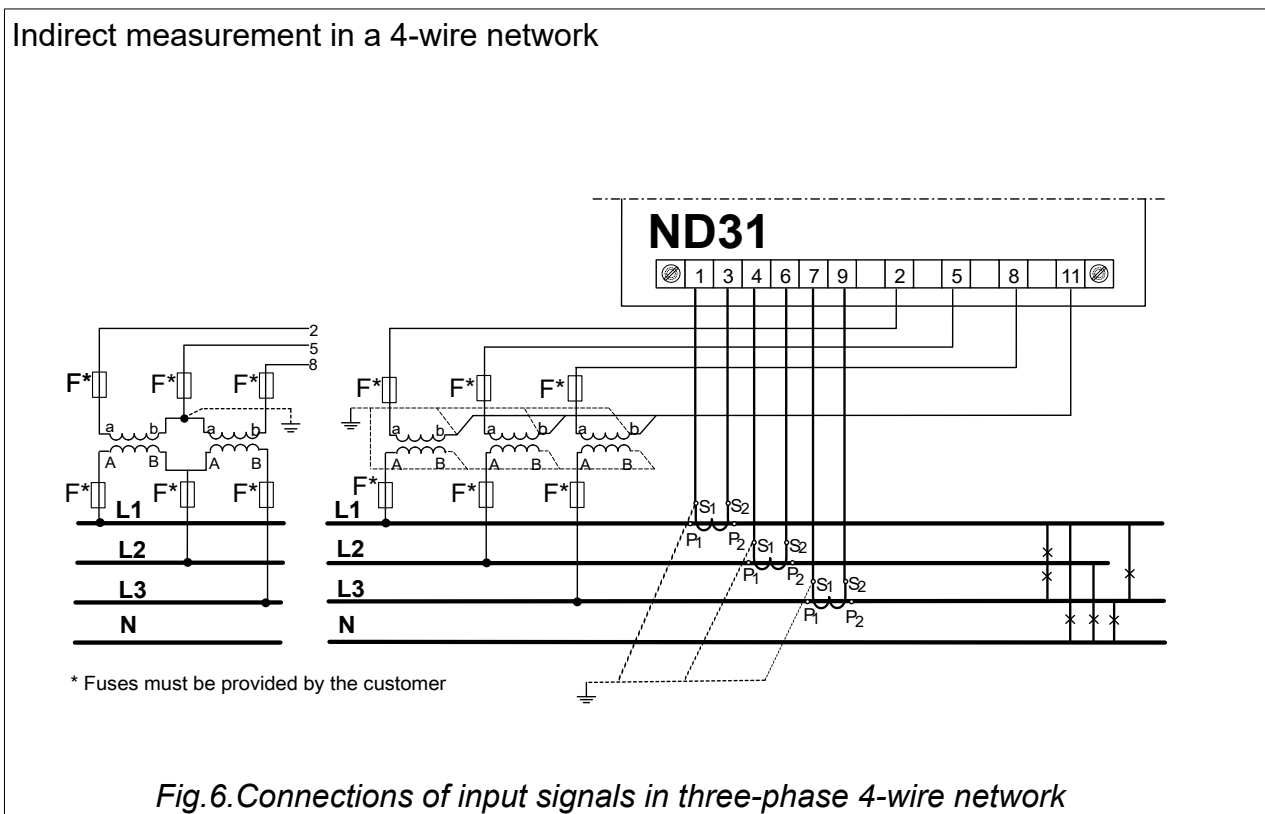 Indirect measurement in a 4-wire network
ND31
1 3 4 6 7 9 2 5 8 11
2
5
8
F* F* F* F* F* F*
a b a b a b a b a b
A B A B A B A B A B
F* F* F* F* F* F*
L1 L1 S1 S2
P1 P2 S1 S2
L2 L2
P1 P2 S1 S2
L3 L3
P1 P2
N N
* Fuses must be provided by the customer
Fig.6.Connections of input signals in three-phase 4-wire network